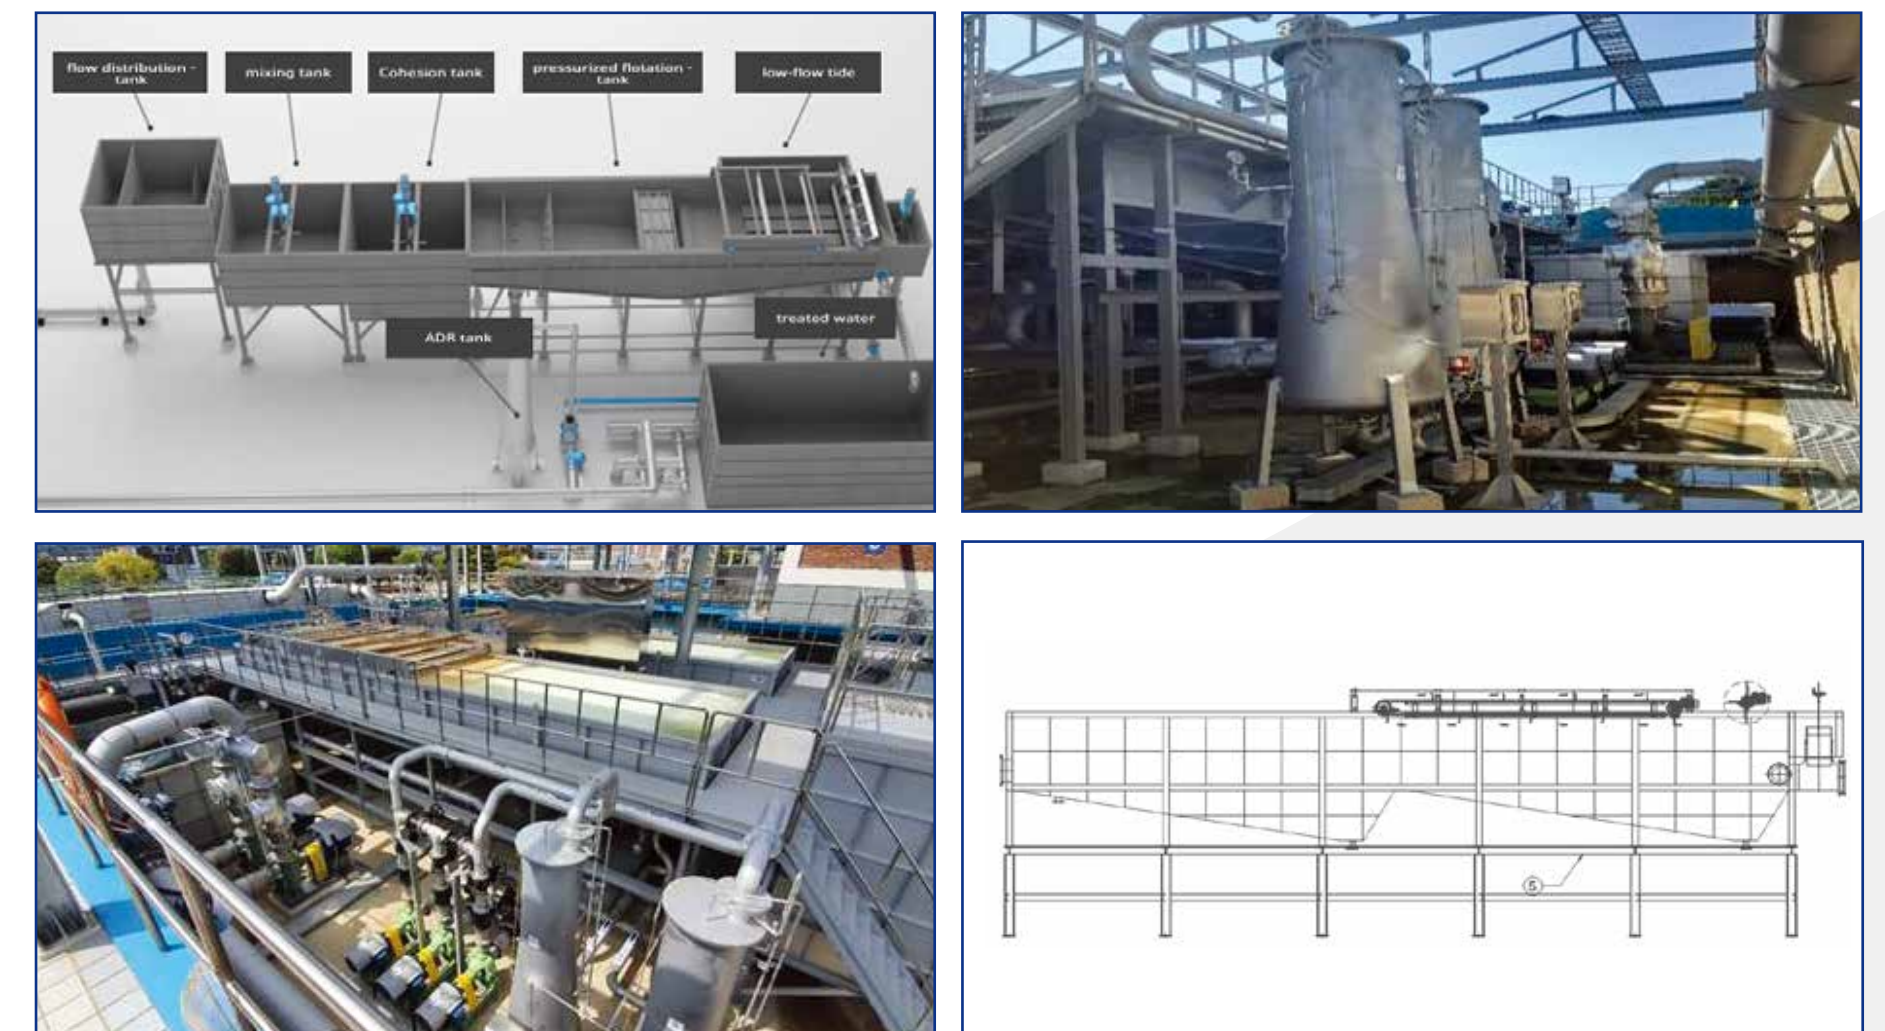 flow distribution -
tank
mixing tank
Cohesion tank
pressurized flotation -
tank
low-flow tide
ADR tank
treated water
5